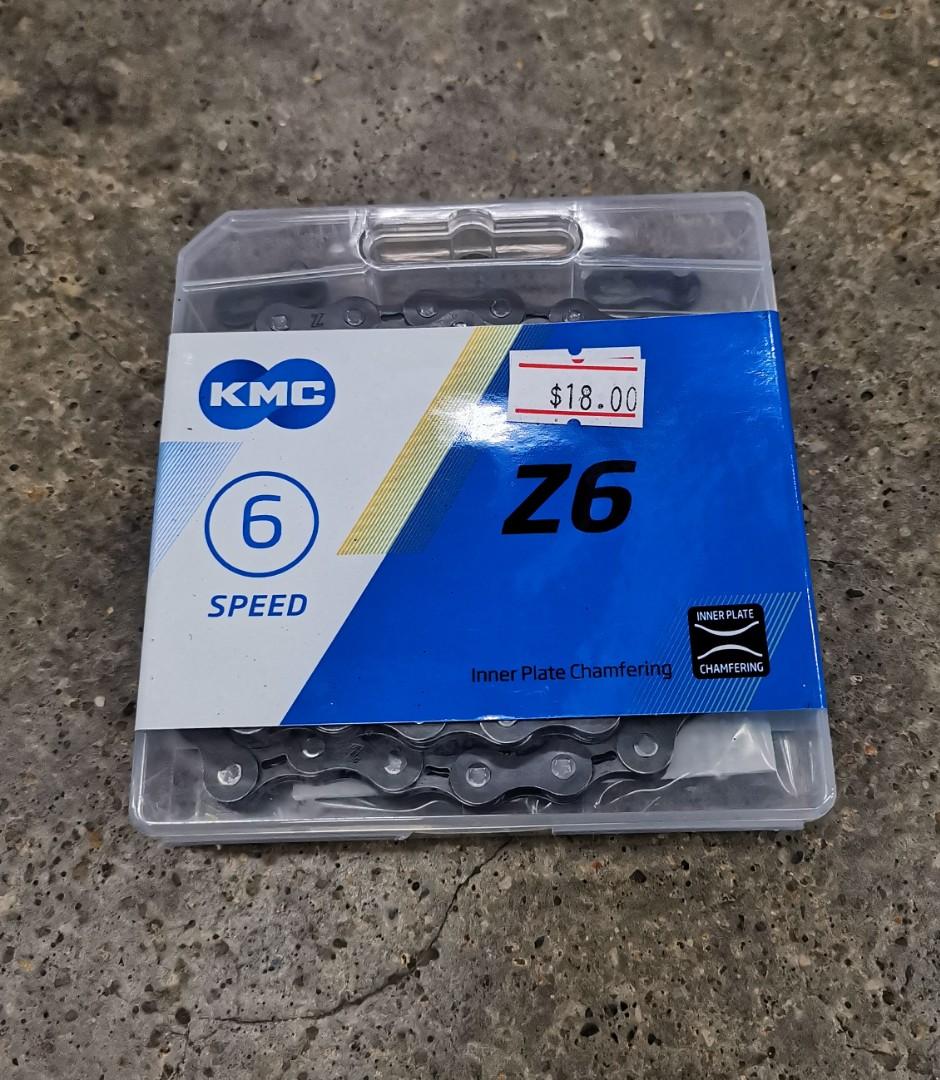 KMC
$18.00
Z6
6
SPEED
INNER PLATE
CHAMFERING
Inner Plate Chamfering